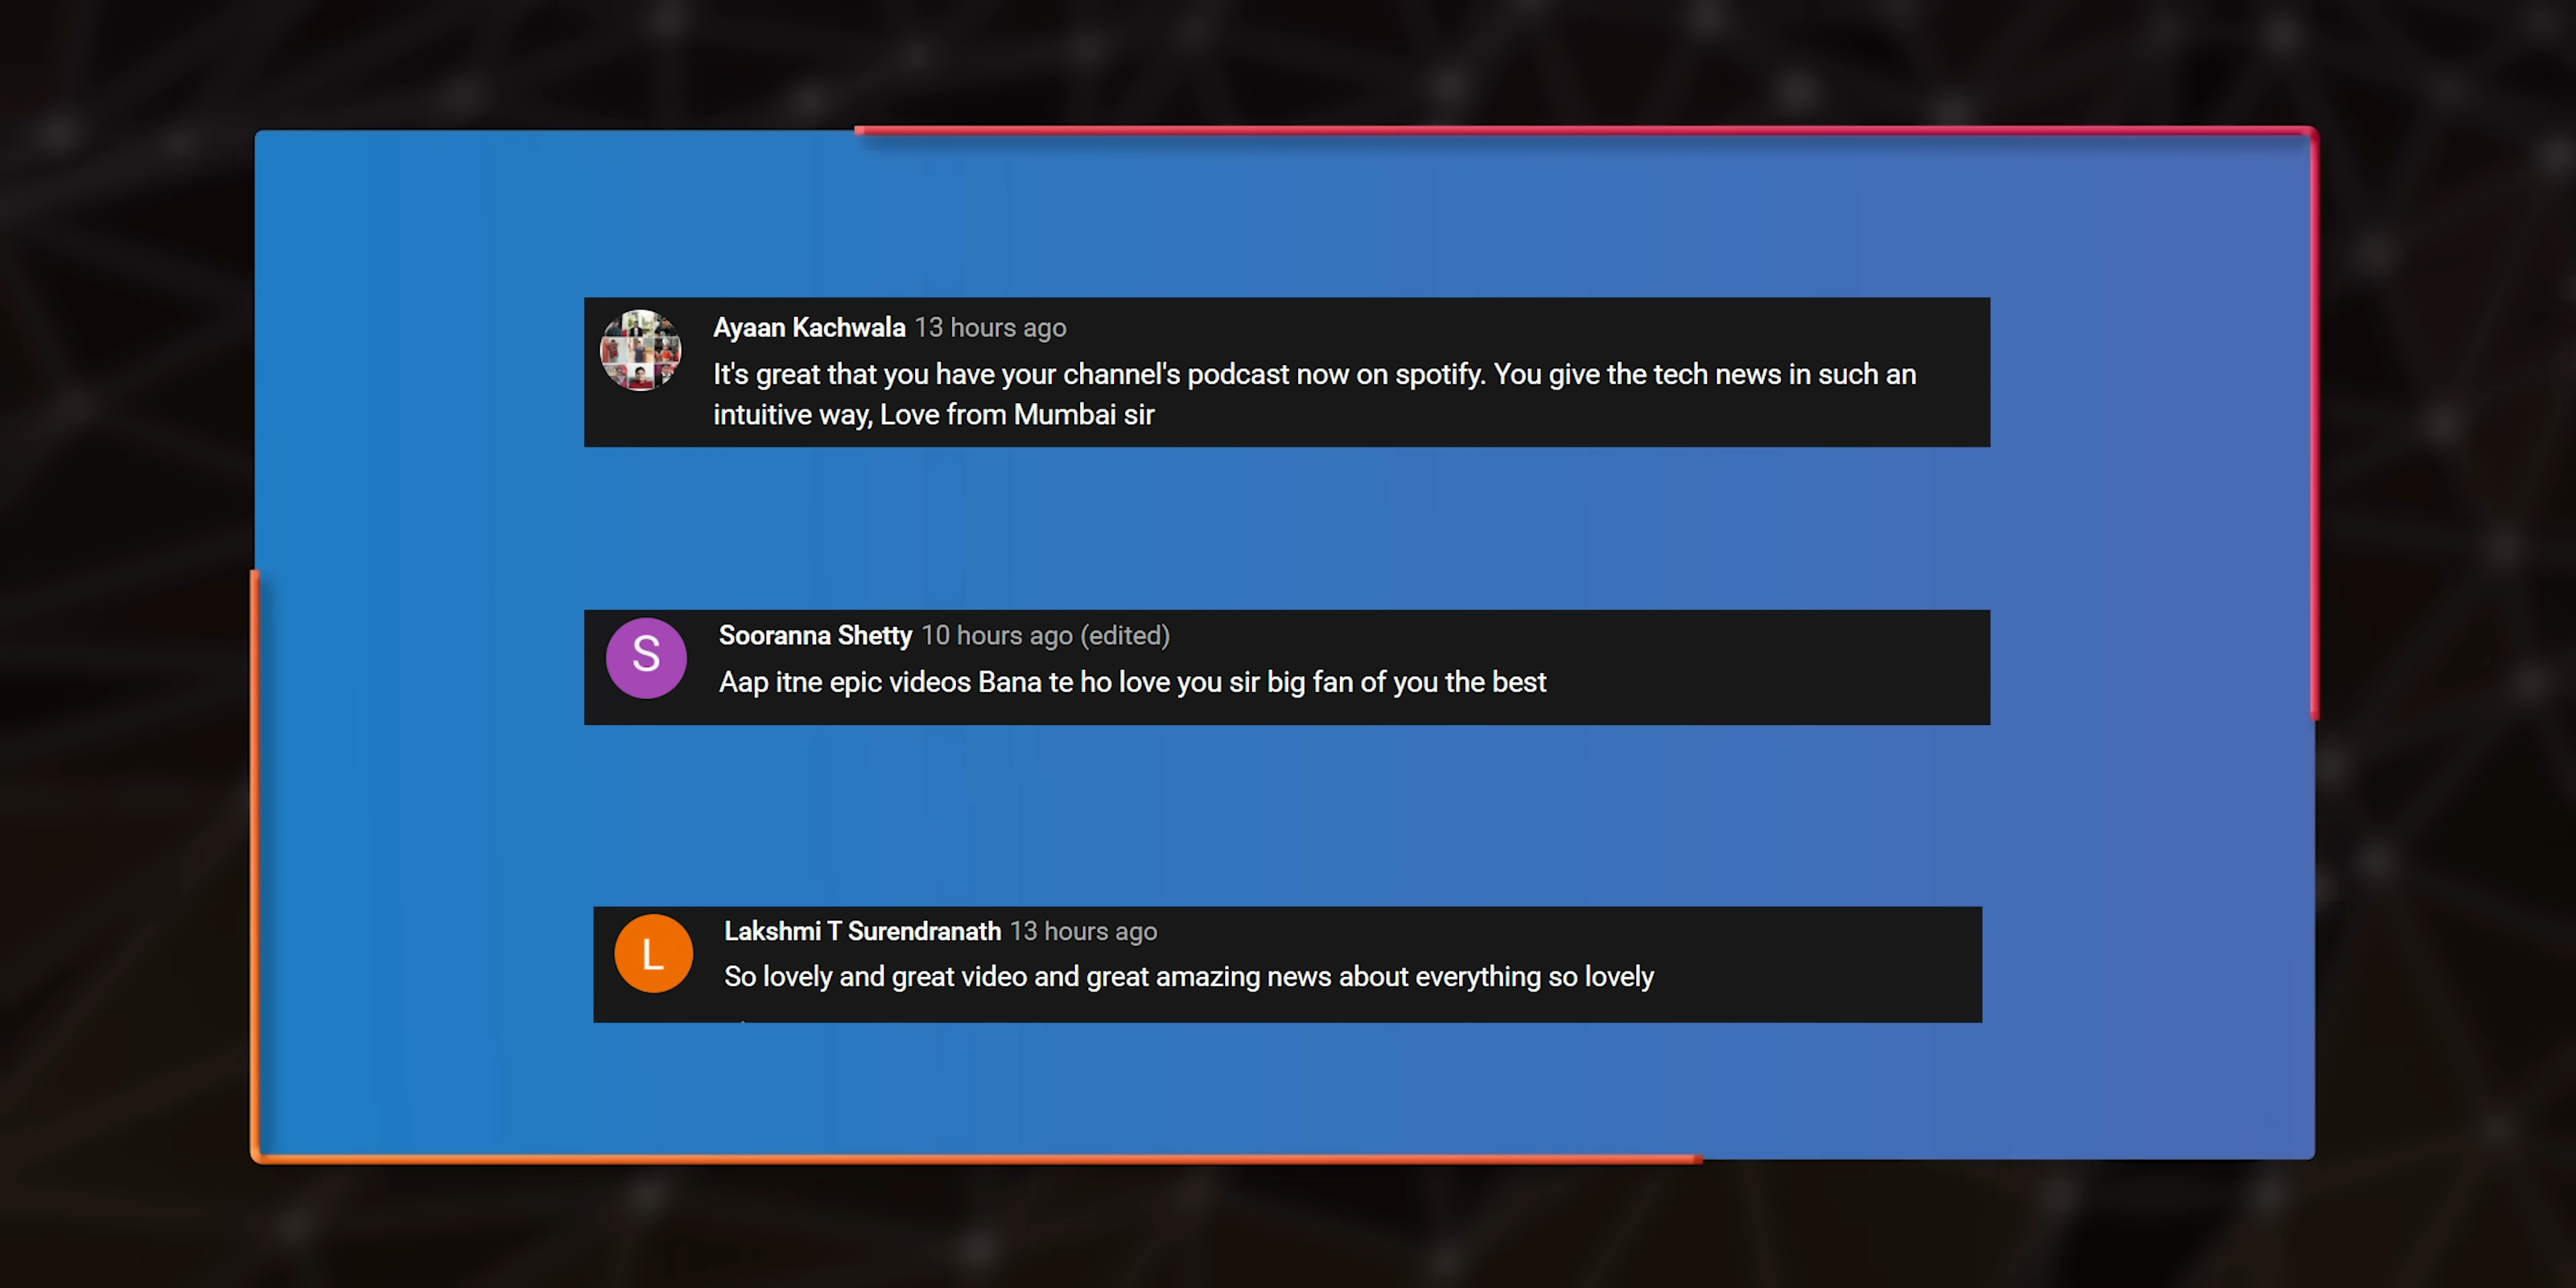 Ayaan Kachwala 13 hours ago
It's great that you have your channel's podcast now on spotify. You give the tech news in such an
intuitive way, Love from Mumbai sir
S
Sooranna Shetty 10 hours ago (edited)
Aap itne epic videos Bana te ho love you sir big fan of you the best
L
Lakshmi T Surendranath 13 hours ago
So lovely and great video and great amazing news about everything so lovely